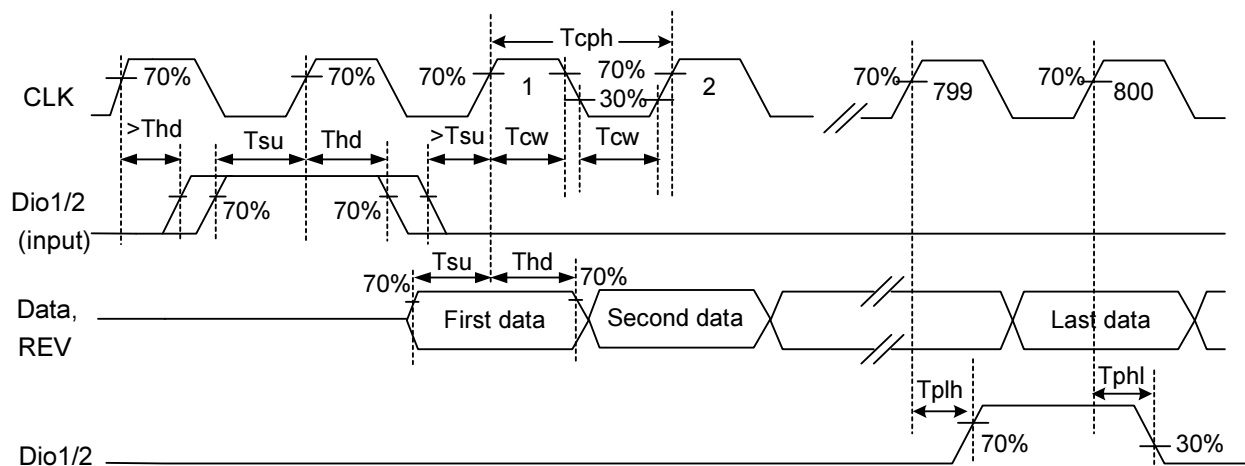 Tcph
70%
70%
70%
70%
70%
70%
CLK
1
30%
2
799
800
>Thd
Tsu
Thd
>Tsu
Tcw
Tcw
Dio1/2
(input)
70%
70%
Tsu
Thd
70%
70%
Data,
REV
First data
Second data
Last data
Tplh
Tphl
Dio1/2
70%
30%